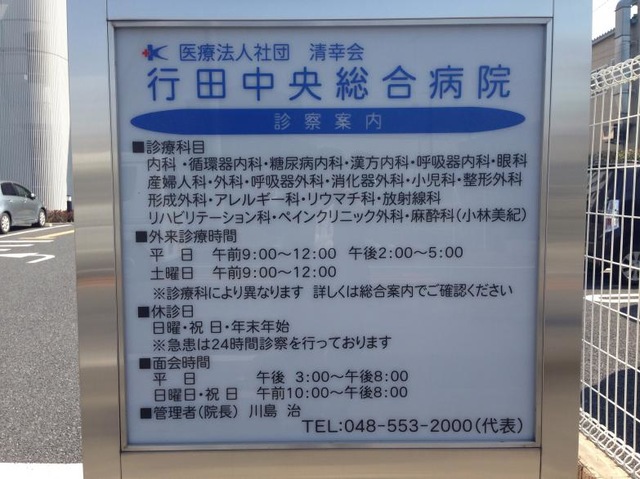 K 医療法人社団 清幸会
行田中央総合病院
診察案内
■診療科目
内科・循環器内科・糖尿病内科・漢方内科・呼吸器内科・眼科
産婦人科・外科・呼吸器外科・消化器外科・小児科・整形外科
形成外科・アレルギー科・リウマチ科・放射線科
リハビリテーション科・ペインクリニック外科・麻酔科(小林美紀)
■外来診療時間
平 日 午前9:00〜12:00 午後2:00〜5:00
土曜日 午前9:00〜12:00
※診療科により異なります 詳しくは総合案内でご確認ください
■休診日
日曜・祝日・年末年始
※急患は24時間診察を行っております
■面会時間
平 日 午後 3:00〜午後8:00
日曜日・祝日 午前10:00〜午後8:00
■管理者(院長) 川島 治
TEL:048-553-2000(代表)